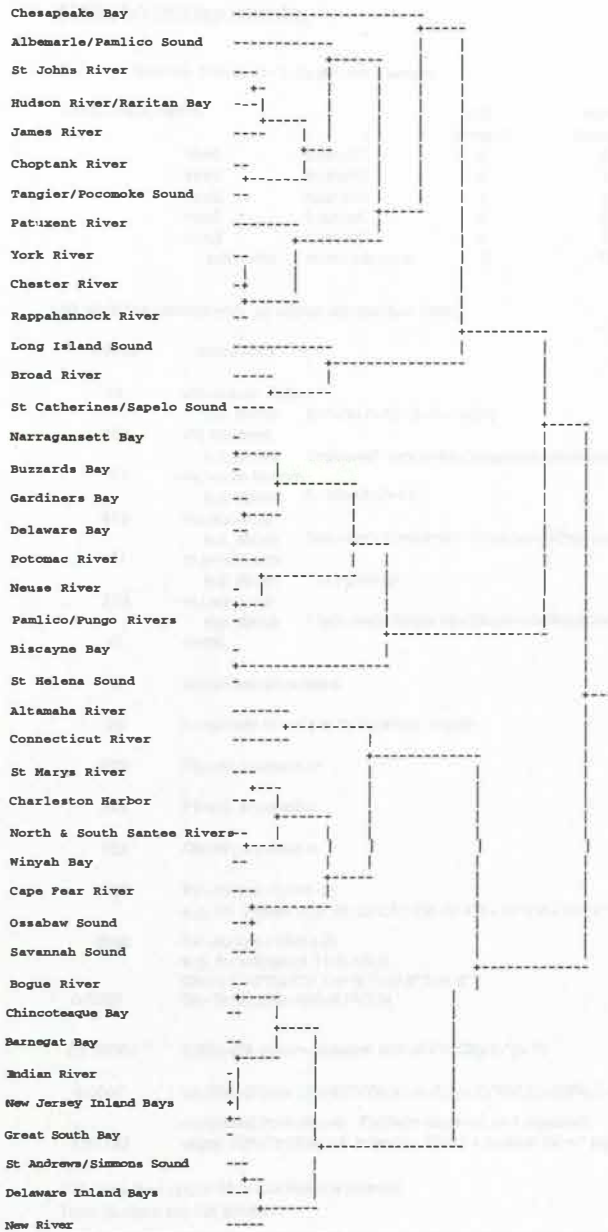 Chesapeake Bay
Albemarle/Pamlico Sound
St Johns River
Hudson River/Raritan Bay
James River
Choptank River
Tangier/Pocomoke Sound
Patuxent River
York River
Chester River
Rappahannock River
Long Island Sound
Broad River
St Catherines/Sapelo Sound
Narragansett Bay
Buzzards Bay
Gardiners Bay
Delaware Bay
Potomac River
Neuse River
Pamlico/Pungo Rivers
Biscayne Bay
St Helena Sound
Altamaha River
Connecticut River
St Marys River
Charleston Harbor
North & South Santee Rivers
Winyah Bay
Cape Fear River
Ossabaw Sound
Savannah Sound
Bogue River
Chincoteaque Bay
Barnegat Bay
Indian River
New Jersey Inland Bays
Great South Bay
St Andrews/Simmons Sound
Delaware Inland Bays
New River